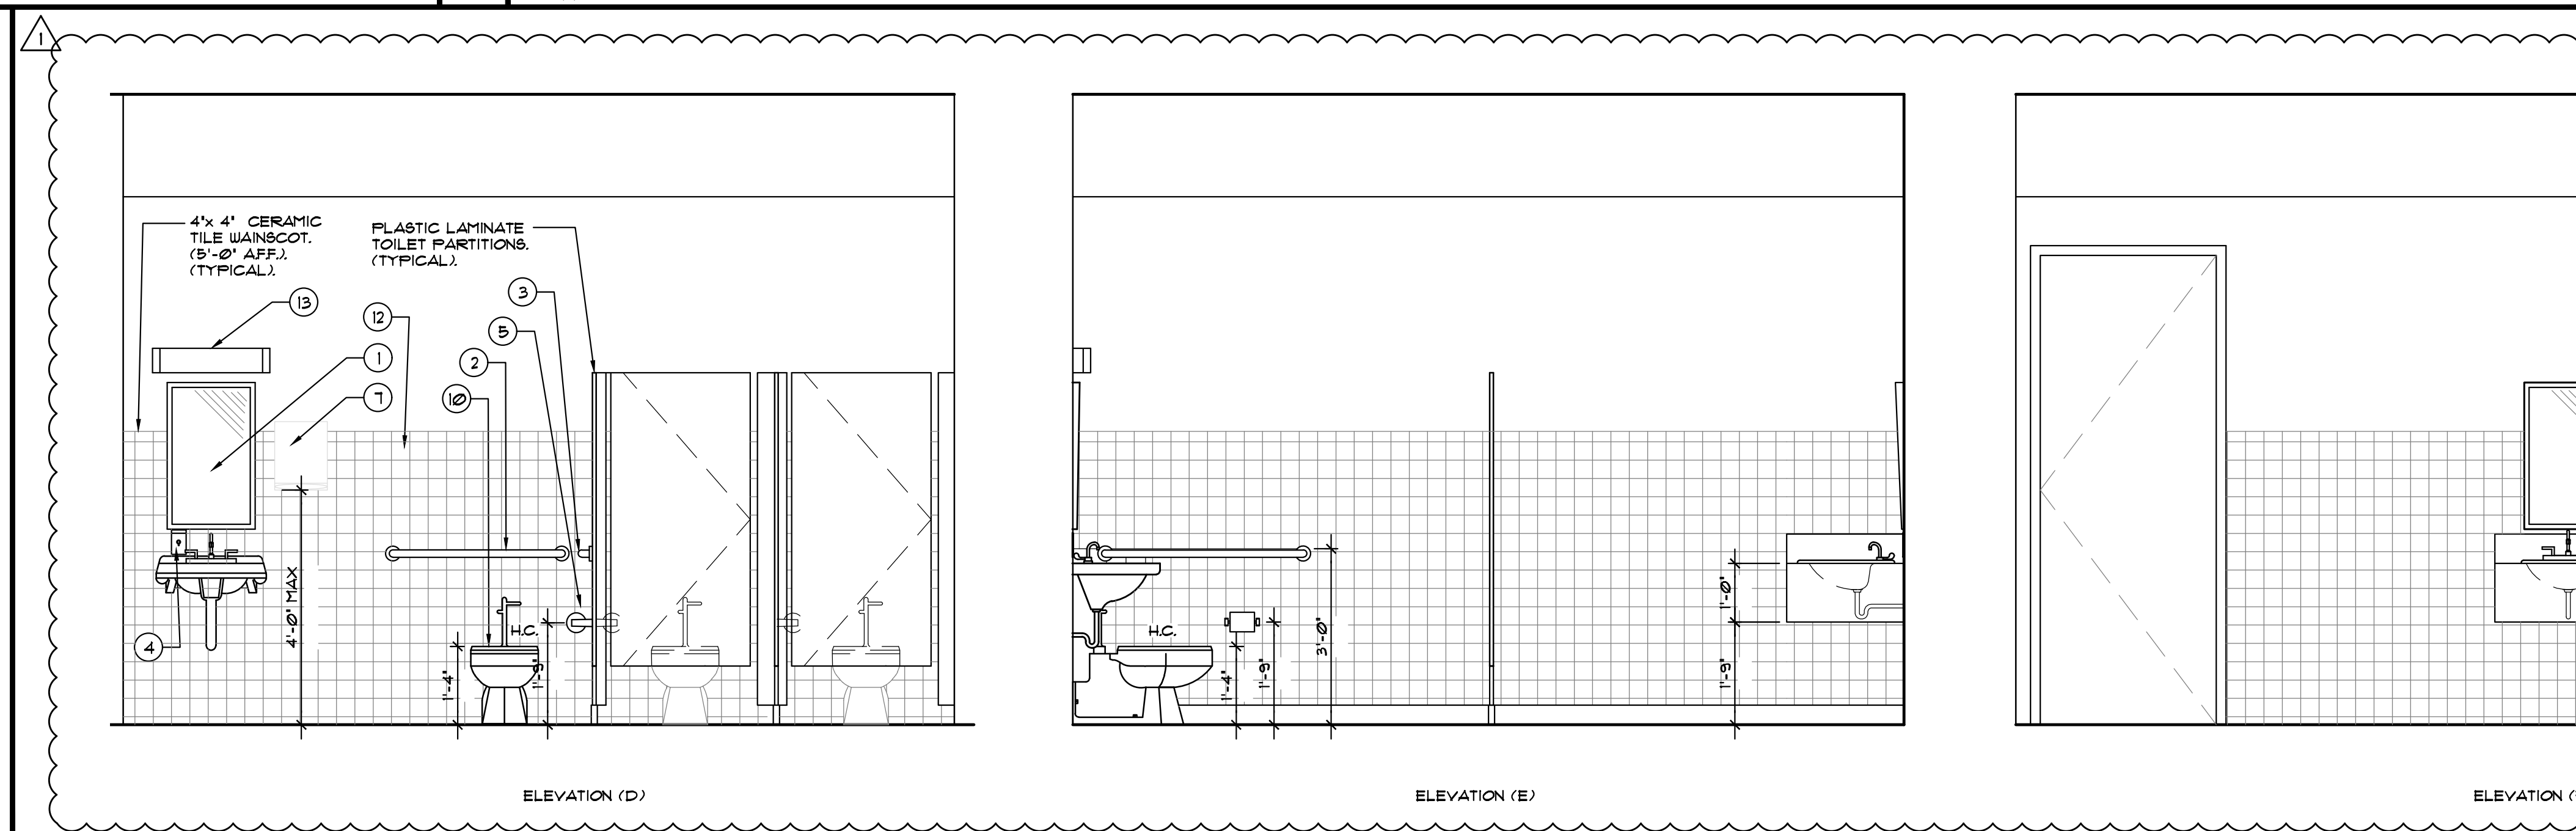 1
4"x 4" CERAMIC
TILE WAINSCOT.
(5'-0" A.F.F.).
(TYPICAL).
PLASTIC LAMINATE
TOILET PARTITIONS.
(TYPICAL).
13
12
1
7
3
5
2
10
4
4'-0" MAX
1'-4"
H.C.
1'-9"
ELEVATION (D)
H.C.
1'-4"
1'-9"
3'-0"
1'-0"
1'-9"
ELEVATION (E)
ELEVATION (